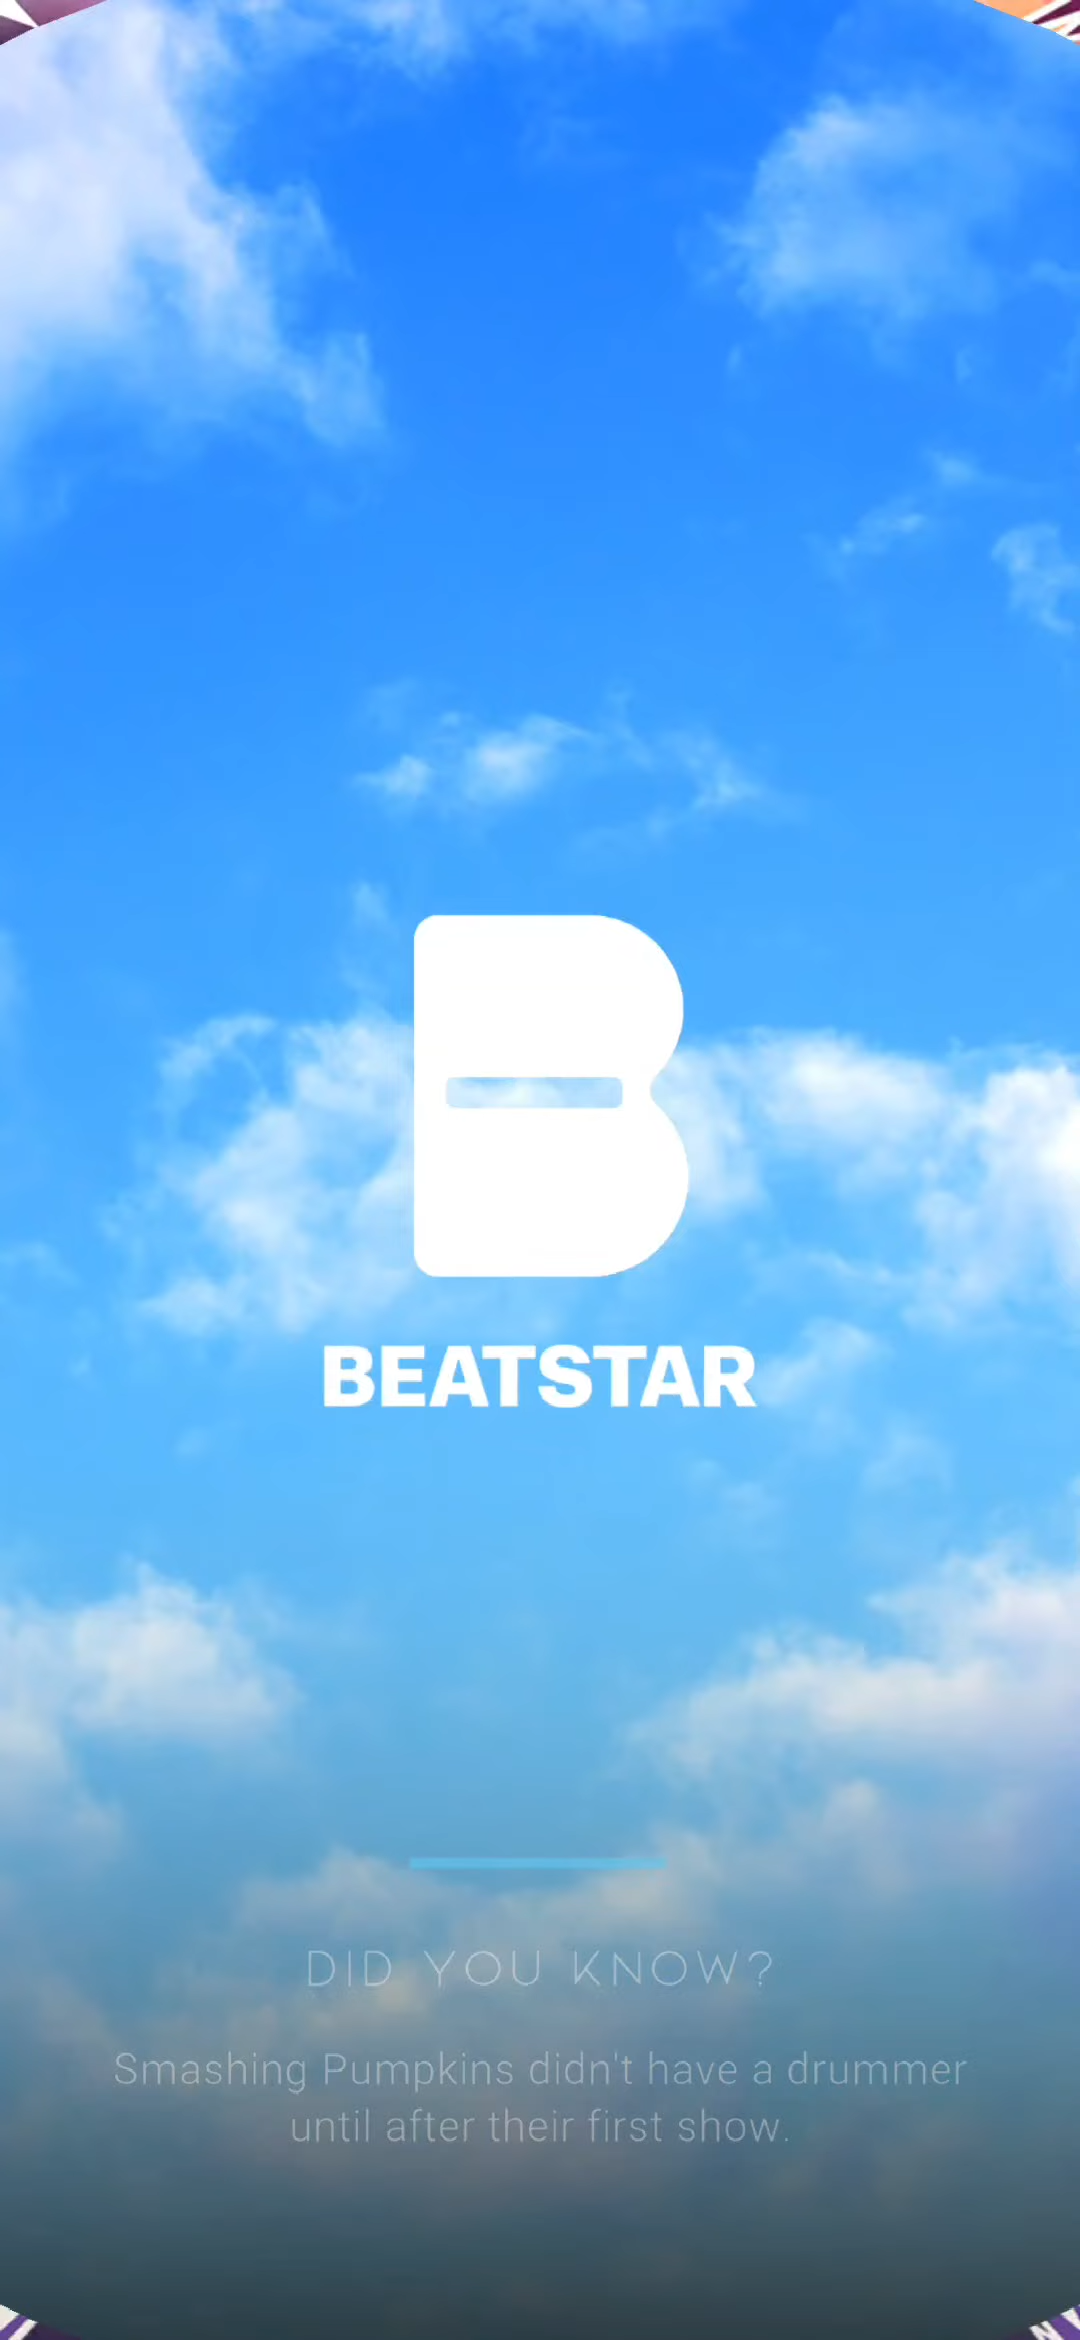 B
BEATSTAR
DID YOU KNOW?
Smashing Pumpkins didn't have a drummer
until after their first show.